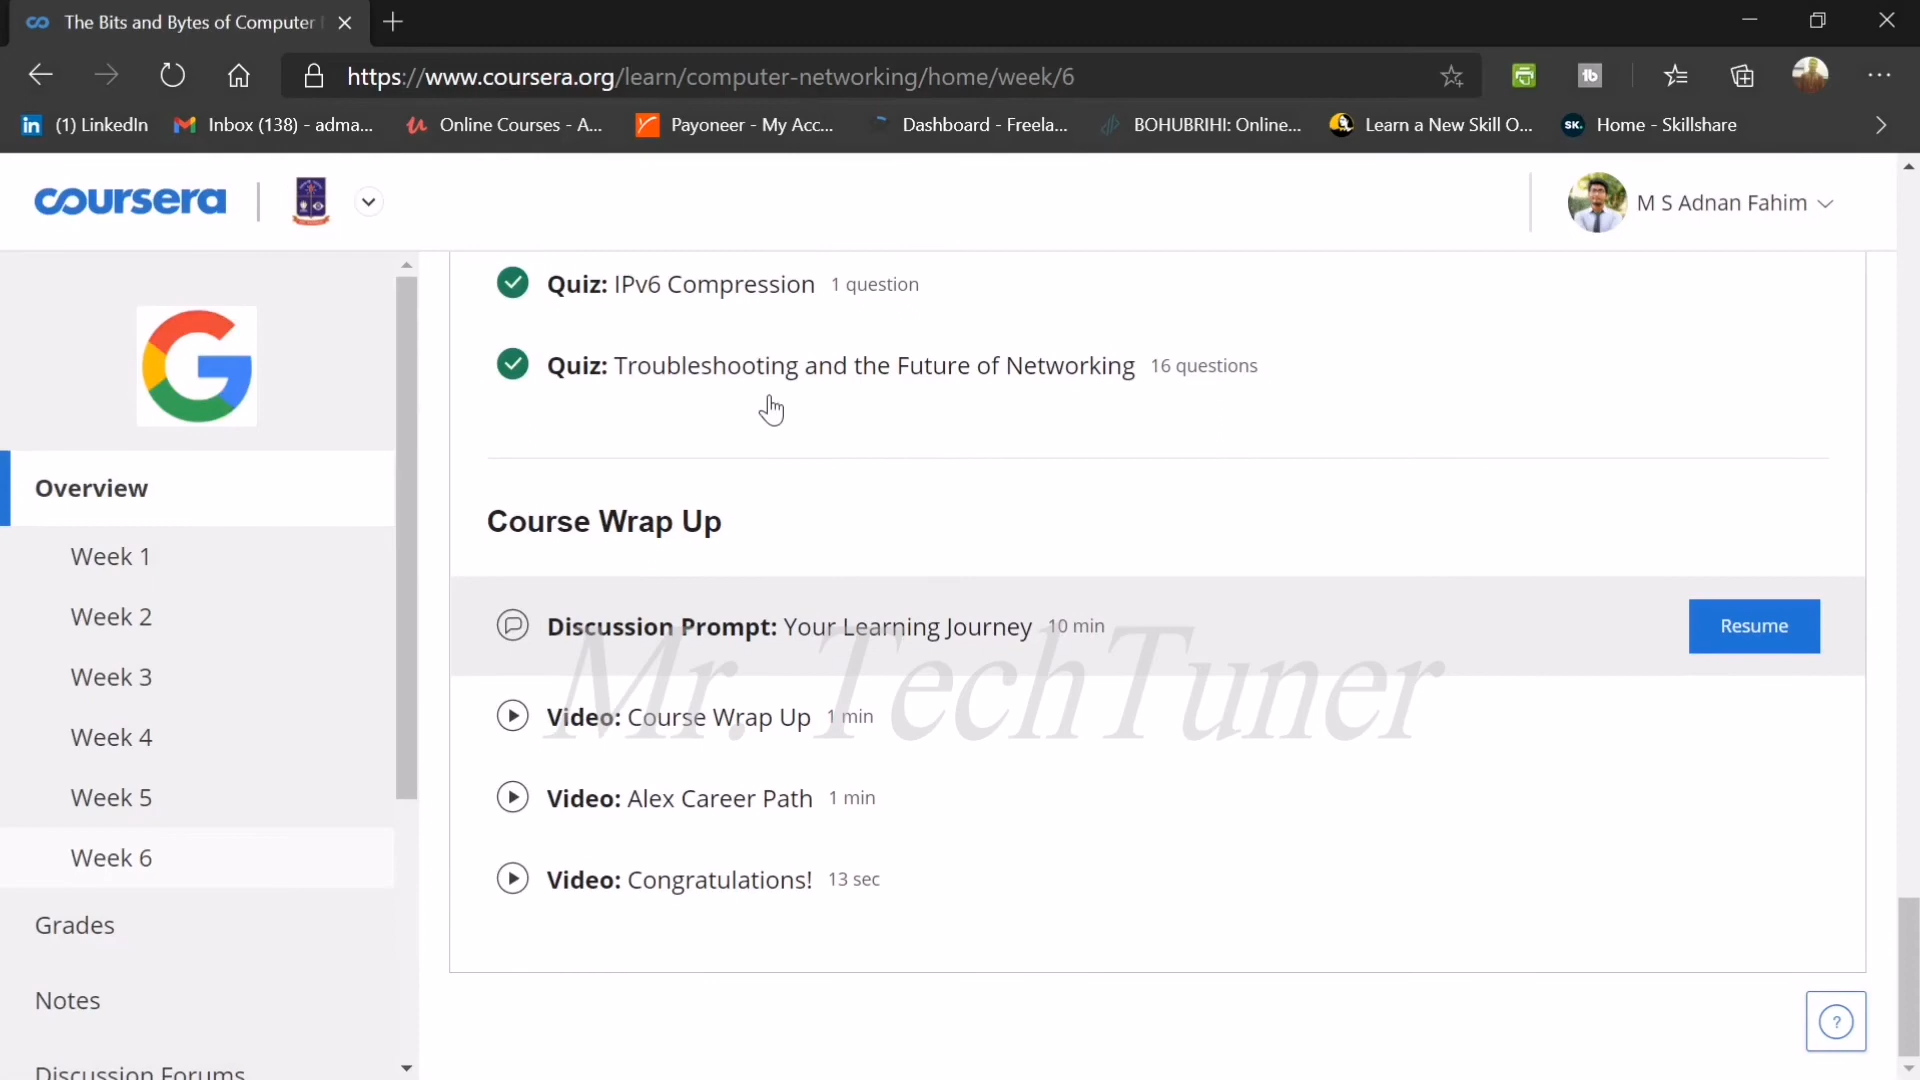 The Bits and Bytes of Computer
https://www.coursera.org/learn/computer-networking/home/week/6
(1) LinkedIn
Inbox (138) - adma...
Online Courses - A...
Payoneer - My Acc...
Dashboard - Freela...
BOHUBRIHI: Online...
Learn a New Skill O...
SK.
Home - Skillshare
coursera
M S Adnan Fahim
Overview
Week 1
Week 2
Week 3
Week 4
Week 5
Week 6
Grades
Notes
Discussion Forums
Quiz: IPv6 Compression 1 question
Quiz: Troubleshooting and the Future of Networking 16 questions
Course Wrap Up
Discussion Prompt: Your Learning Journey 10 min
Resume
Mr. TechTuner
Video: Course Wrap Up 1 min
Video: Alex Career Path 1 min
Video: Congratulations! 13 sec